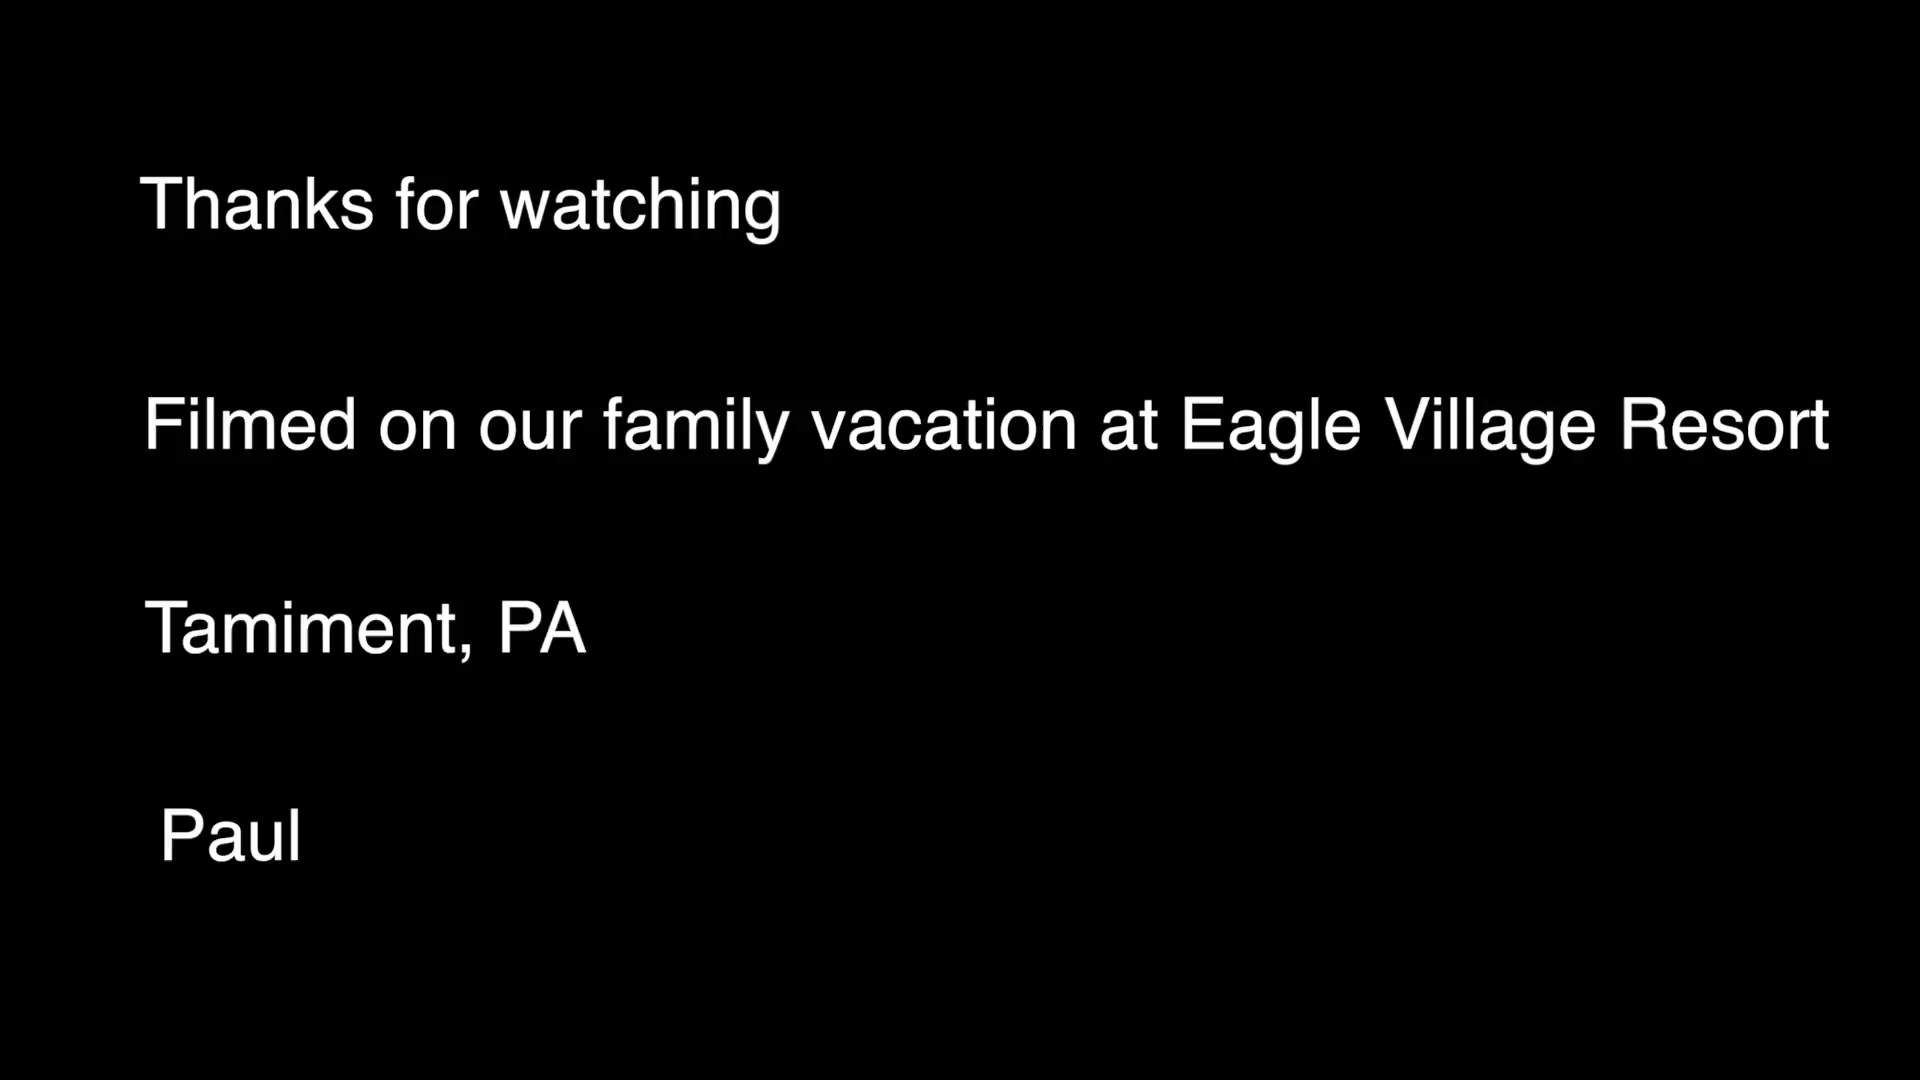 Thanks for watching
Filmed on our family vacation at Eagle Village Resort
Tamiment, PA
Paul